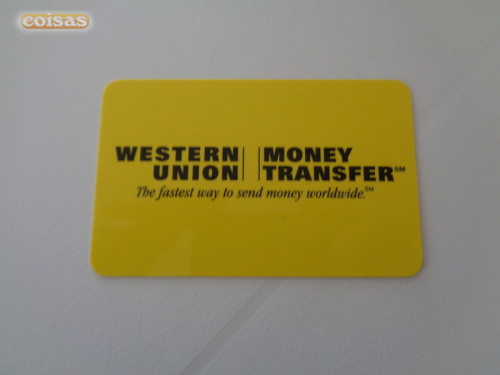 coisas
WESTERN UNION || MONEY TRANSFER℠
The fastest way to send money worldwide.℠